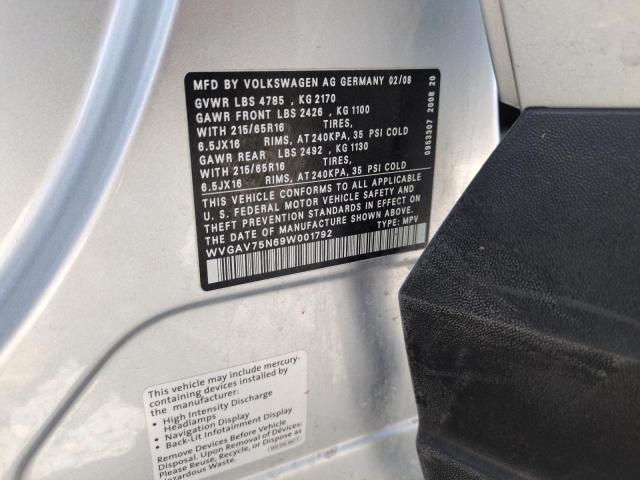 MFD BY VOLKSWAGEN AG GERMANY 02/08
GVWR LBS 4785 , KG 2170
GAWR FRONT LBS 2426 , KG 1100
WITH 215/65R16 TIRES,
6.5JX16 RIMS, AT 240KPA, 35 PSI COLD
GAWR REAR LBS 2492 , KG 1130
WITH 215/65R16 TIRES,
6.5JX16 RIMS, AT 240KPA, 35 PSI COLD
THIS VEHICLE CONFORMS TO ALL APPLICABLE
U. S. FEDERAL MOTOR VEHICLE SAFETY AND
THEFT PREVENTION STANDARDS IN EFFECT ON
THE DATE OF MANUFACTURE SHOWN ABOVE.
WVGAV75N69W001792 TYPE: MPV
0953307 2008 20
This vehicle may include mercury-
containing devices installed by
the manufacturer:
• High Intensity Discharge
Headlamps
• Navigation Display
• Back-Lit Infotainment Display
Remove Devices Before Vehicle
Disposal. Upon Removal of Devices:
Please Reuse, Recycle or Dispose as
Hazardous Waste.